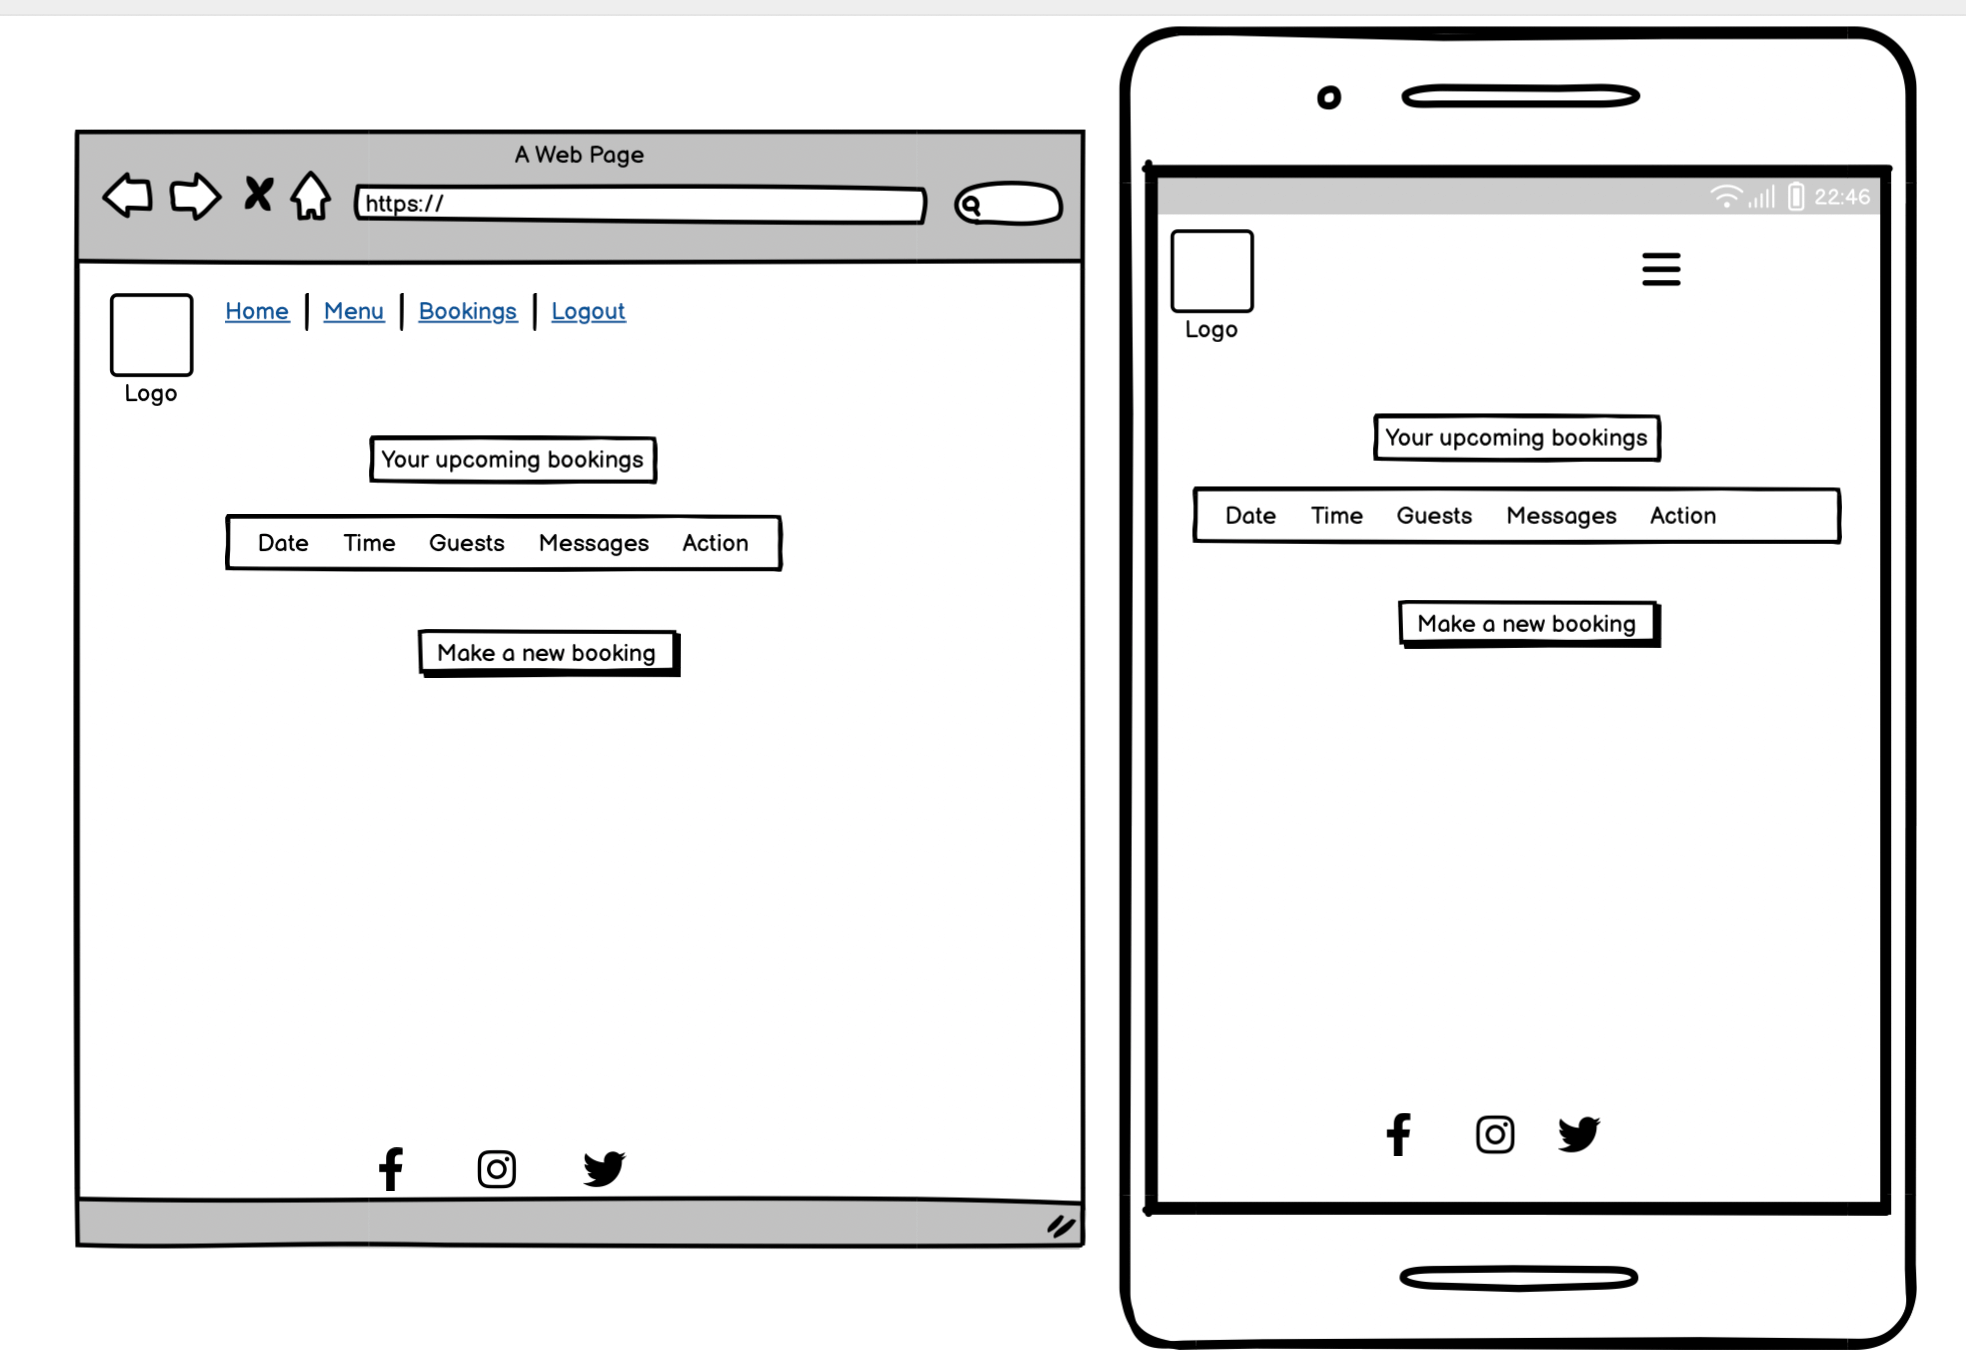 A Web Page
https://
Home | Menu | Bookings | Logout
Logo
Your upcoming bookings
Date Time Guests Messages Action
Make a new booking
22:46
Logo
Your upcoming bookings
Date Time Guests Messages Action
Make a new booking